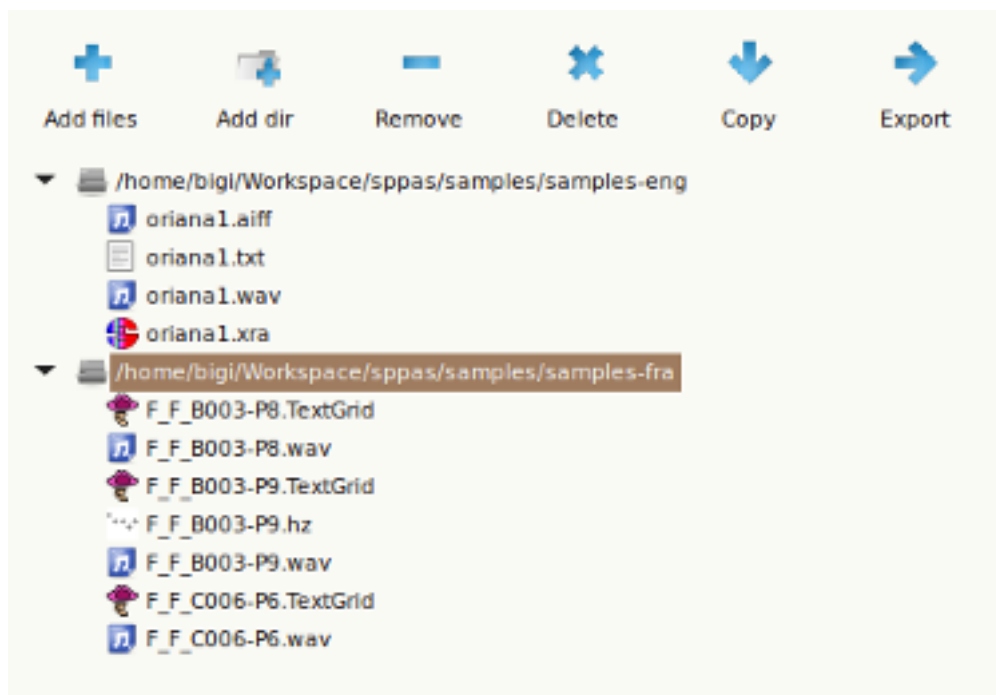 Add files Add dir Remove Delete Copy Export
/home/bigi/Workspace/sppas/samples/samples-eng
oriana1.aiff
oriana1.txt
oriana1.wav
oriana1.xra
/home/bigi/Workspace/sppas/samples/samples-fra
F_F_B003-P8.TextGrid
F_F_B003-P8.wav
F_F_B003-P9.TextGrid
F_F_B003-P9.hz
F_F_B003-P9.wav
F_F_C006-P6.TextGrid
F_F_C006-P6.wav